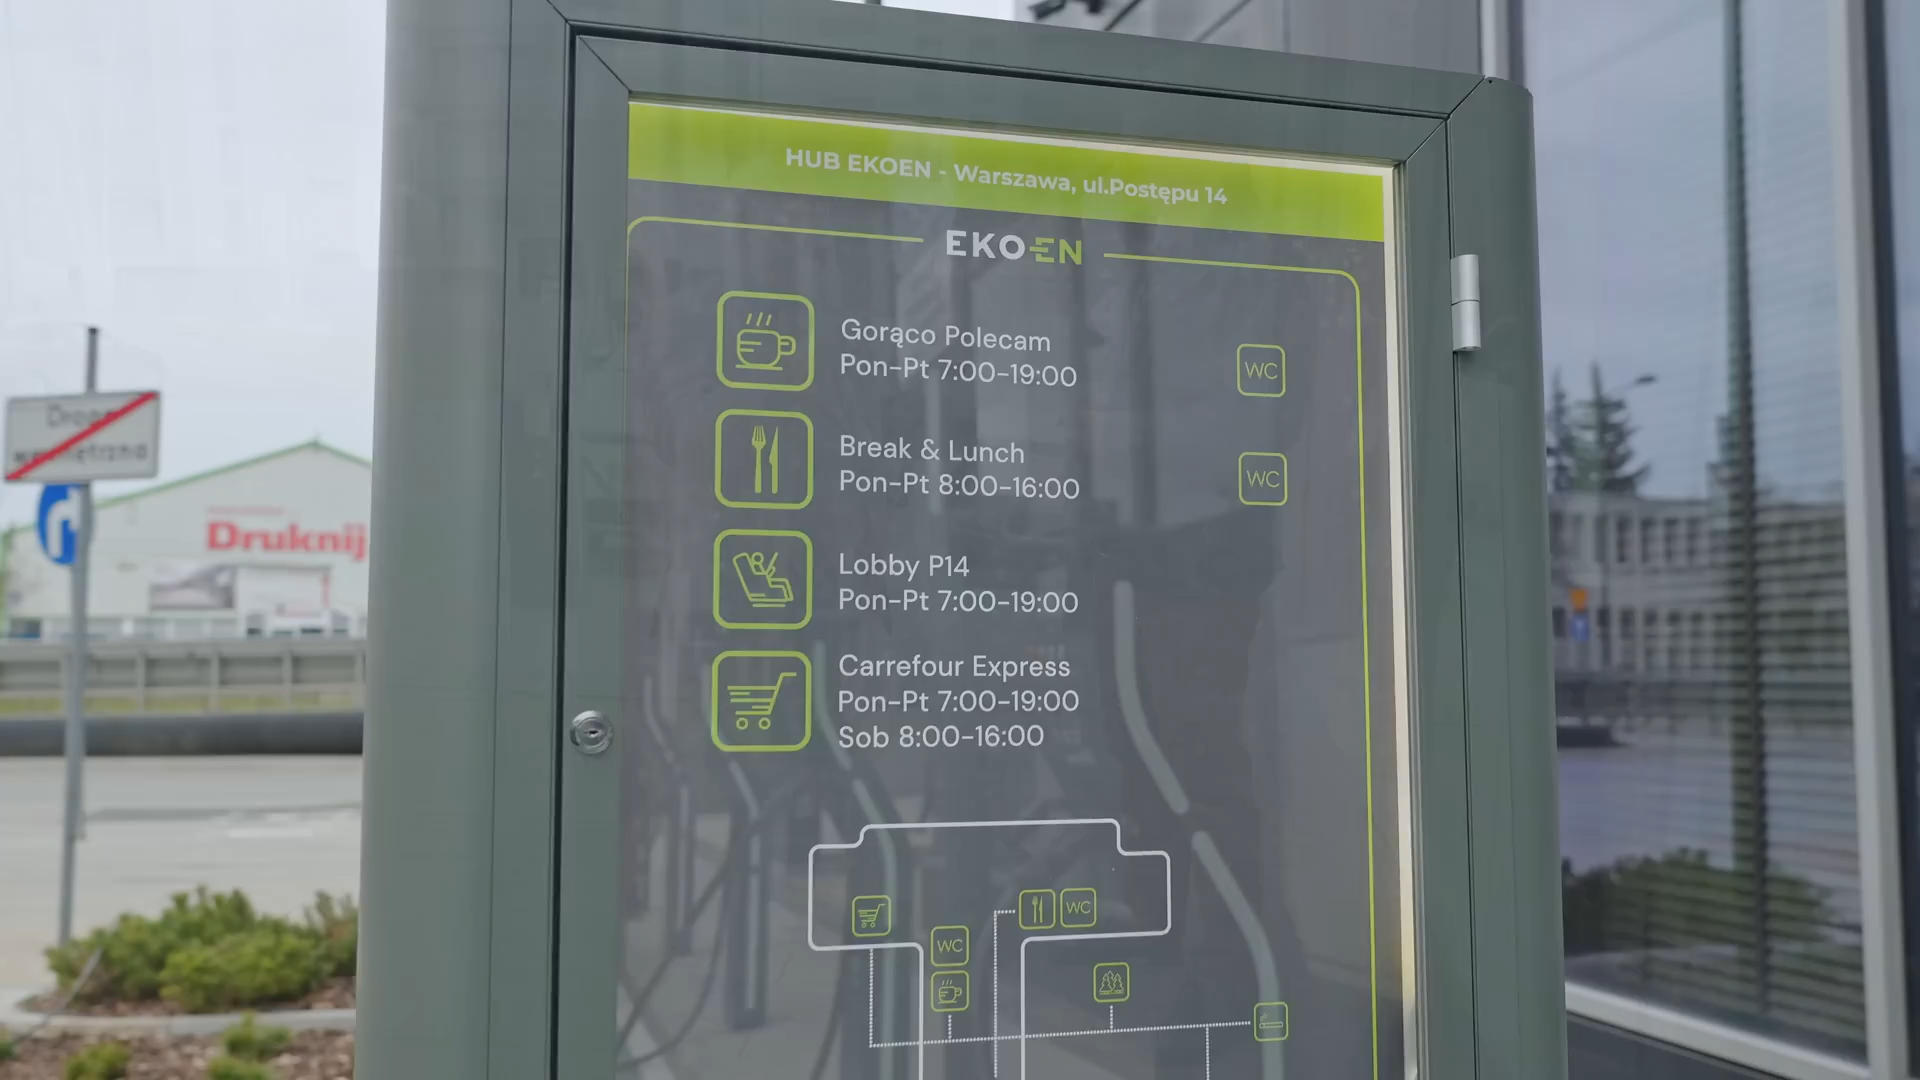 HUB EKOEN - Warszawa, ul.Postępu 14
EKOEN
Gorąco Polecam
Pon-Pt 7:00-19:00
WC
Break & Lunch
Pon-Pt 8:00-16:00
WC
Lobby P14
Pon-Pt 7:00-19:00
Carrefour Express
Pon-Pt 7:00-19:00
Sob 8:00-16:00
WC
WC
Druknij